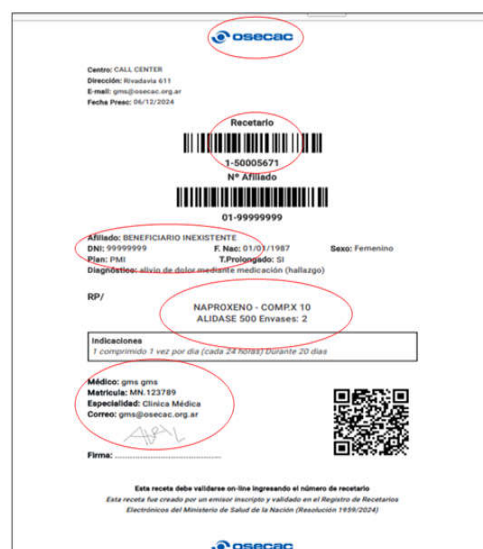 osecac
Centro: CALL CENTER
Dirección: Rivadavia 611
E-mail: gms@osecac.org.ar
Fecha Presc: 06/12/2024
Recetario
1-50005671
Nº Afiliado
01-99999999
Afiliado: BENEFICIARIO INEXISTENTE
DNI: 99999999 F. Nac: 01/01/1987 Sexo: Femenino
Plan: PMI T.Prolongado: SI
Diagnóstico: alivio de dolor mediante medicación (hallazgo)
RP/
NAPROXENO - COMP.X 10
ALIDASE 500 Envases: 2
Indicaciones
1 comprimido 1 vez por dia (cada 24 horas) Durante 20 dias
Médico: gms gms
Matricula: MN.123789
Especialidad: Clínica Médica
Correo: gms@osecac.org.ar
Firma: ....................................
Esta receta debe validarse on-line ingresando el número de recetario
Esta receta fue creada por un emisor inscripto y validado en el Registro de Recetarios
Electrónicos del Ministerio de Salud de la Nación (Resolución 1959/2024)
osecac